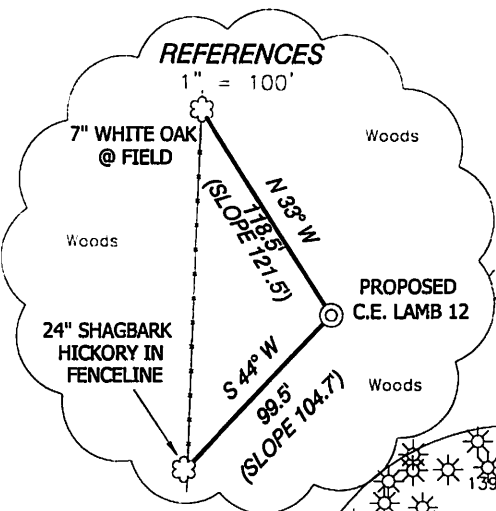 REFERENCES
1" = 100'
7" WHITE OAK
@ FIELD
Woods
N 33° W
118.5'
(SLOPE 121.5')
Woods
PROPOSED
C.E. LAMB 12
24" SHAGBARK
HICKORY IN
FENCELINE
S 44° W
99.5'
(SLOPE 104.7')
Woods
139